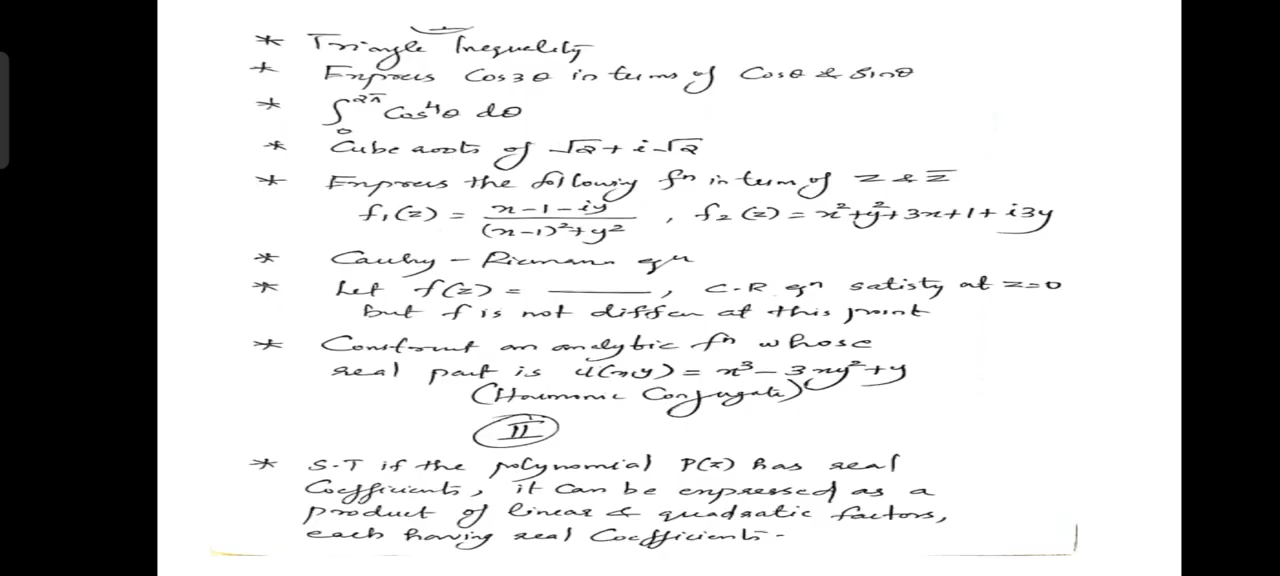 * Triangle Inequality
* Express Cos3θ in terms of Cosθ & Sinθ
* ∫₀^2π Cos⁴θ dθ
* Cube roots of √2 + i√2
* Express the following fn in term of z & z̅
f₁(z) = (x-1-iy)/((x-1)²+y²) , f₂(z) = x²+y²+3x+1+i3y
* Cauchy - Riemann eqn
* Let f(z) = ______, C-R eqn satisfy at z=0
but f is not differ at this point
* Construct an analytic fn whose
real part is u(x,y) = x³ - 3xy² + y
(Harmonic Conjugate)
II
* S.T if the polynomial P(z) has real
Coefficients, it can be expressed as a
product of linear & quadratic factors,
each having real Coefficients.